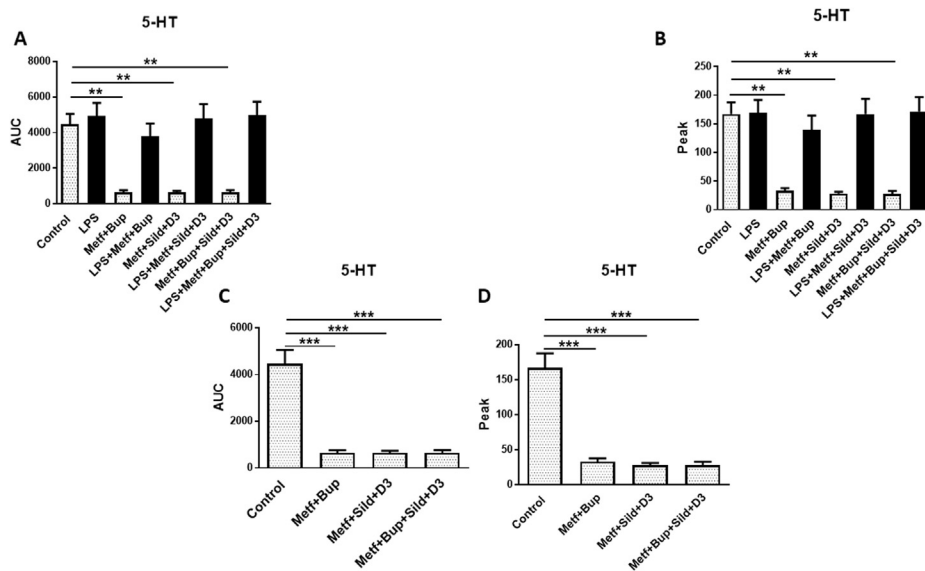 5-HT
A
8000
6000
4000
2000
0
AUC
**
**
**
Control
LPS
Metf+Bup
LPS+Metf+Bup
Metf+Sild+D3
LPS+Metf+Sild+D3
Metf+Bup+Sild+D3
LPS+Metf+Bup+Sild+D3
5-HT
B
250
200
150
100
50
0
Peak
**
**
**
Control
LPS
Metf+Bup
LPS+Metf+Bup
Metf+Sild+D3
LPS+Metf+Sild+D3
Metf+Bup+Sild+D3
LPS+Metf+Bup+Sild+D3
5-HT
C
6000
4000
2000
0
AUC
***
***
***
Control
Metf+Bup
Metf+Sild+D3
Metf+Bup+Sild+D3
5-HT
D
200
150
100
50
0
Peak
***
***
***
Control
Metf+Bup
Metf+Sild+D3
Metf+Bup+Sild+D3